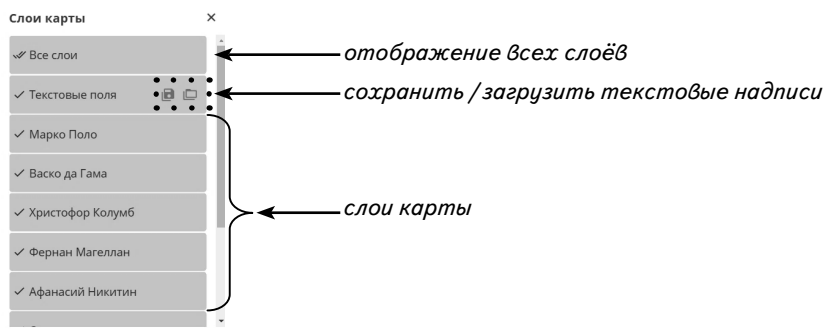 Слои карты
Все слои
отображение всех слоёв
Текстовые поля
сохранить / загрузить текстовые надписи
Марко Поло
Васко да Гама
Христофор Колумб
слои карты
Фернан Магеллан
Афанасий Никитин